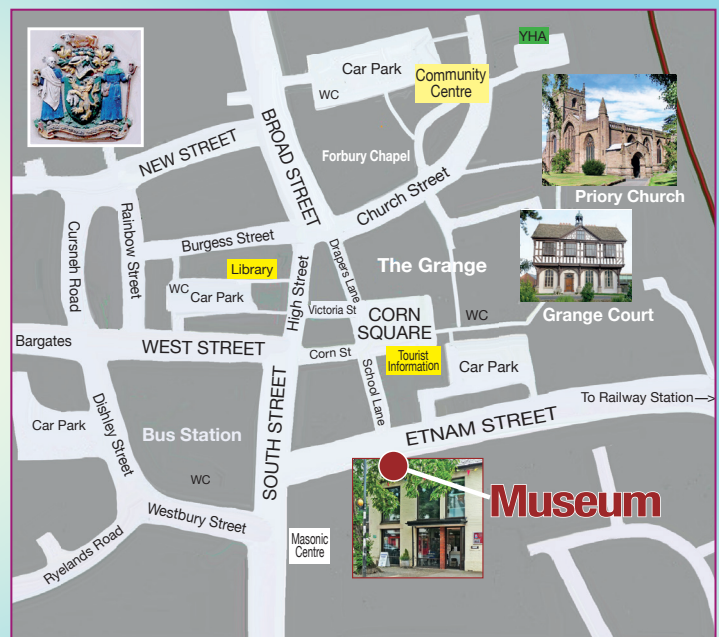 YHA
Car Park
WC
Community
Centre
NEW STREET
BROAD STREET
Forbury Chapel
Church Street
Priory Church
Cursneh Road
Rainbow Street
Burgess Street
Library
High Street
Drapers Lane
The Grange
WC
Car Park
Victoria St
CORN
SQUARE
WC
Grange Court
Bargates
WEST STREET
Corn St
Tourist
Information
Car Park
School Lane
To Railway Station—>
Car Park
Dishley Street
Bus Station
SOUTH STREET
ETNAM STREET
WC
Museum
Westbury Street
Masonic
Centre
Ryelands Road